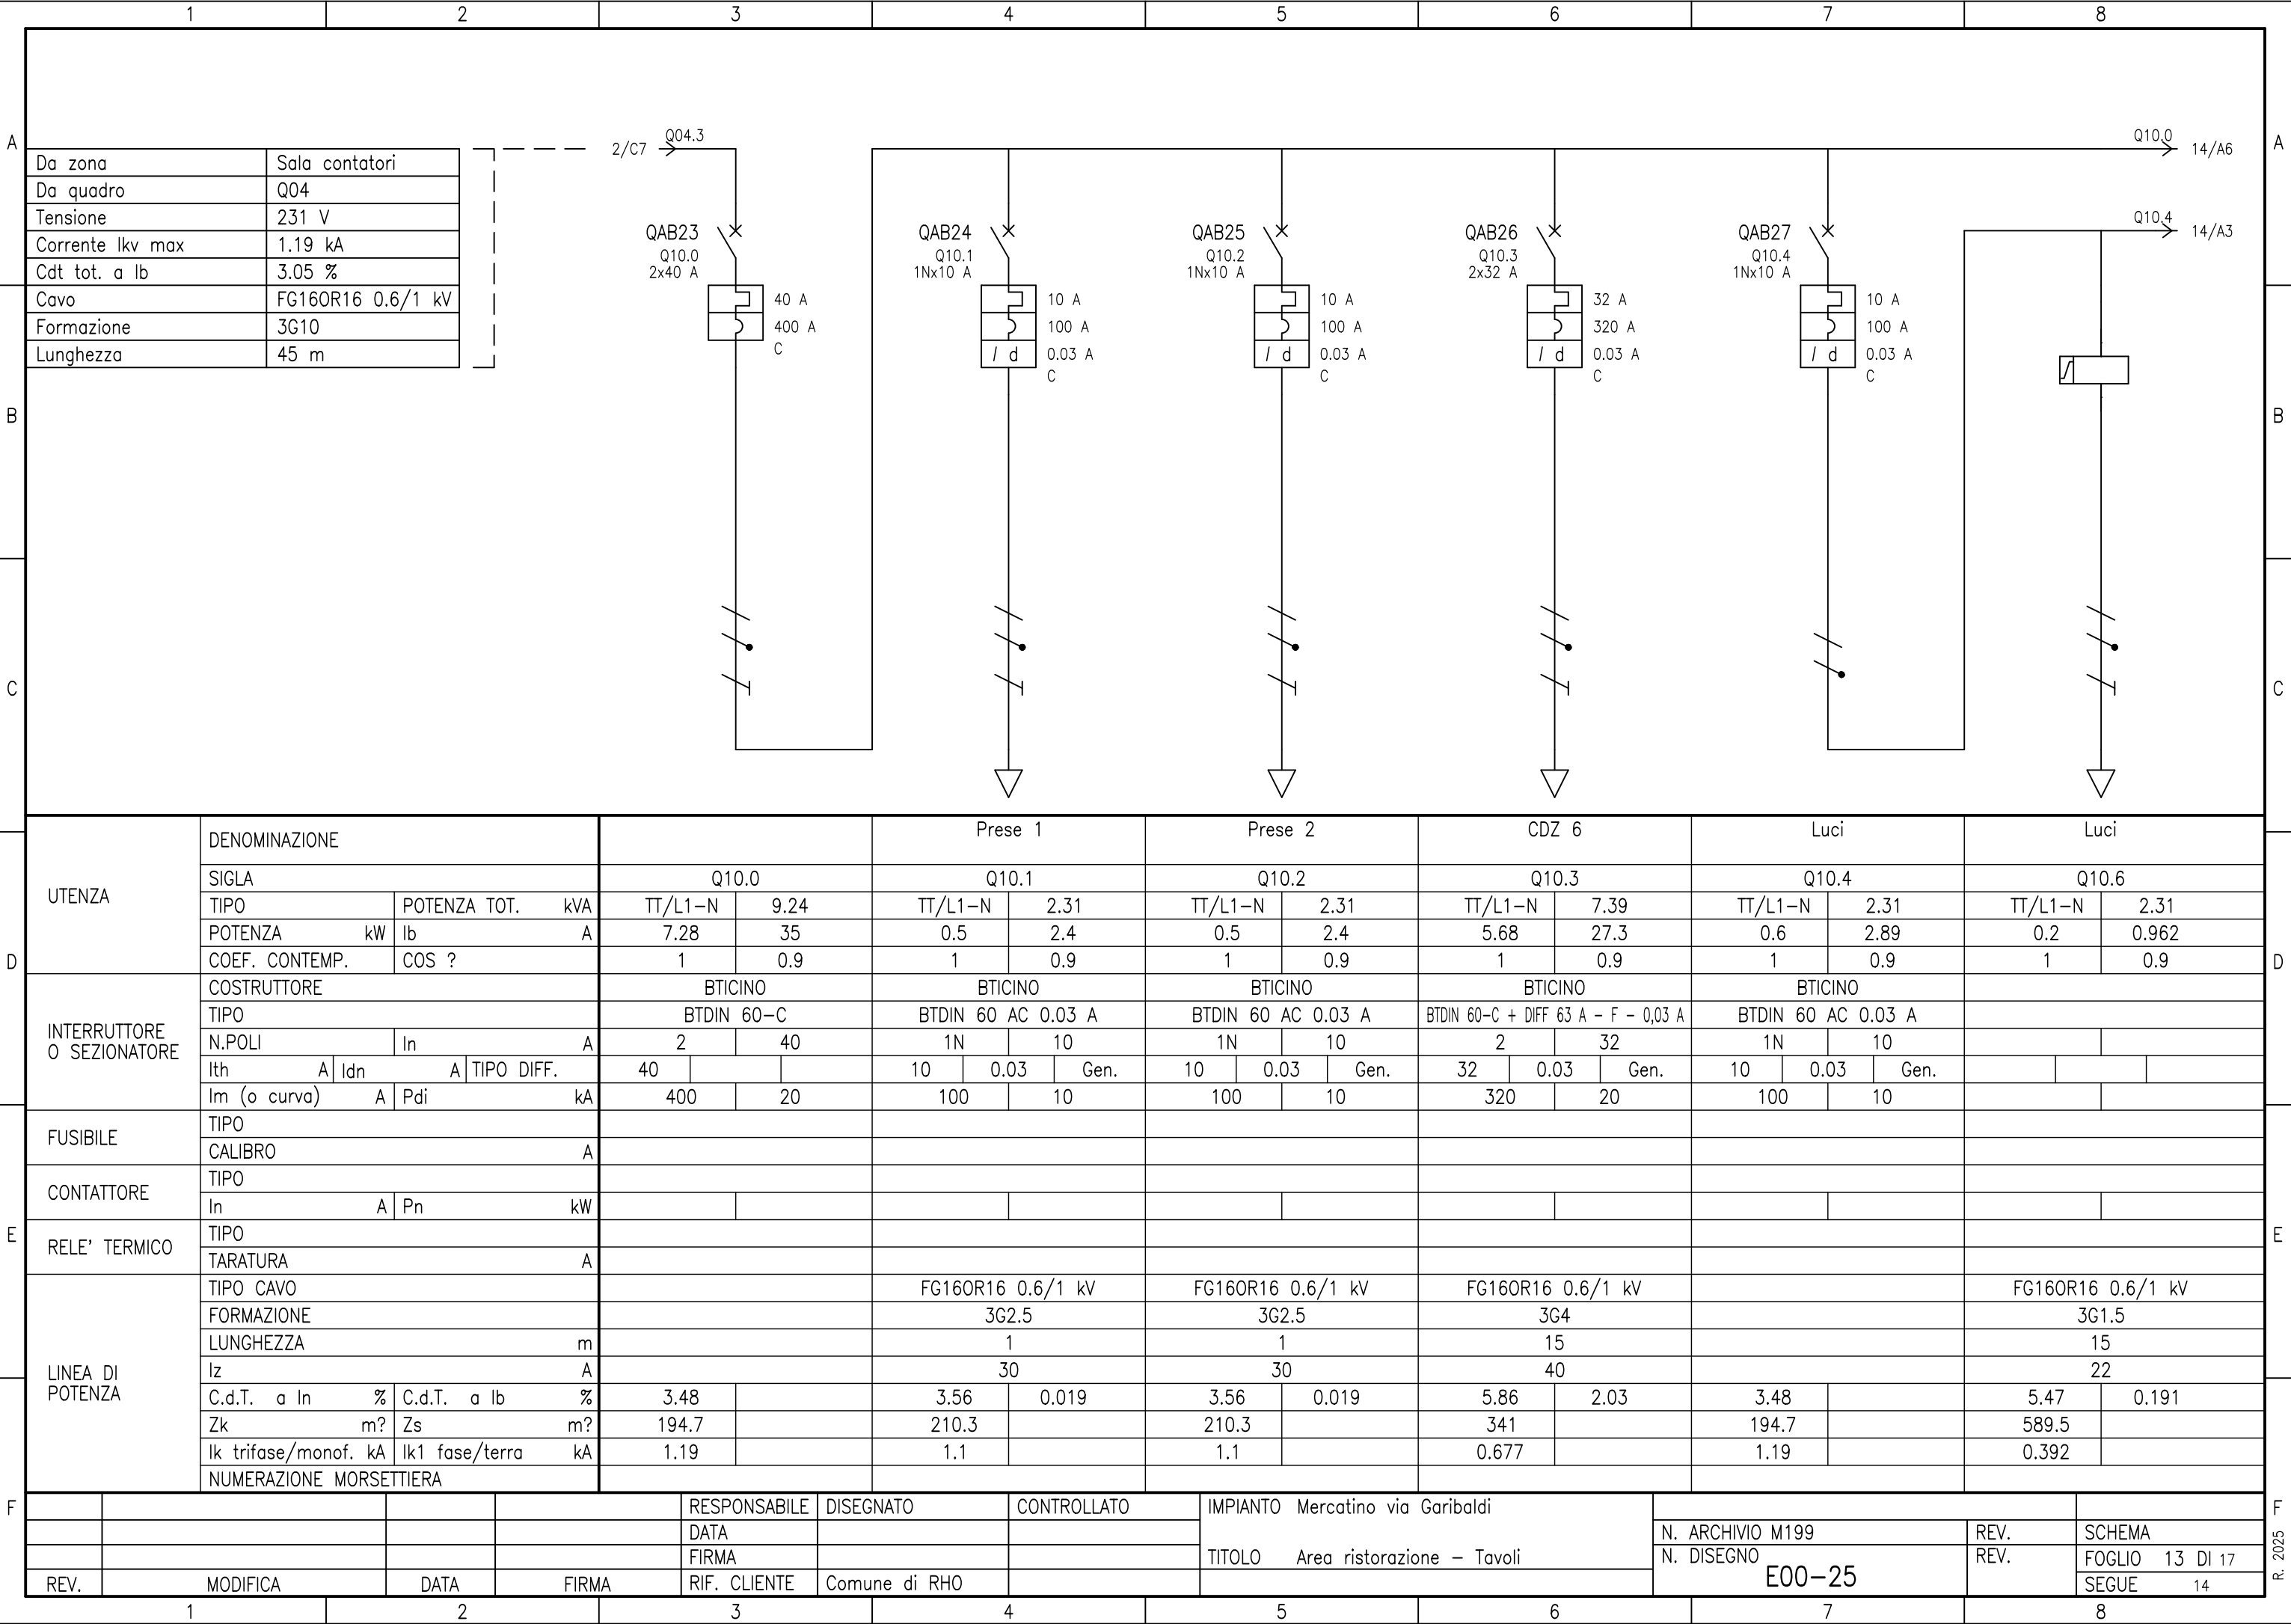 1 2 3 4 5 6 7 8
A A
B B
C C
D D
E E
F F
Da zona Sala contatori
Da quadro Q04
Tensione 231 V
Corrente Ikv max 1.19 kA
Cdt tot. a Ib 3.05 %
Cavo FG16OR16 0.6/1 kV
Formazione 3G10
Lunghezza 45 m
2/C7 Q04.3
Q10.0 14/A6
Q10.4 14/A3
QAB23
Q10.0
2x40 A
40 A
400 A
C
QAB24
Q10.1
1Nx10 A
10 A
100 A
I d 0.03 A
C
QAB25
Q10.2
1Nx10 A
10 A
100 A
I d 0.03 A
C
QAB26
Q10.3
2x32 A
32 A
320 A
I d 0.03 A
C
QAB27
Q10.4
1Nx10 A
10 A
100 A
I d 0.03 A
C
UTENZA
DENOMINAZIONE Prese 1 Prese 2 CDZ 6 Luci Luci
SIGLA Q10.0 Q10.1 Q10.2 Q10.3 Q10.4 Q10.6
TIPO POTENZA TOT. kVA TT/L1-N 9.24 TT/L1-N 2.31 TT/L1-N 2.31 TT/L1-N 7.39 TT/L1-N 2.31 TT/L1-N 2.31
POTENZA kW Ib A 7.28 35 0.5 2.4 0.5 2.4 5.68 27.3 0.6 2.89 0.2 0.962
COEF. CONTEMP. COS ? 1 0.9 1 0.9 1 0.9 1 0.9 1 0.9 1 0.9
INTERRUTTORE
O SEZIONATORE
COSTRUTTORE BTICINO BTICINO BTICINO BTICINO BTICINO
TIPO BTDIN 60-C BTDIN 60 AC 0.03 A BTDIN 60 AC 0.03 A BTDIN 60-C + DIFF 63 A - F - 0,03 A BTDIN 60 AC 0.03 A
N.POLI In A 2 40 1N 10 1N 10 2 32 1N 10
Ith A Idn A TIPO DIFF. 40 10 0.03 Gen. 10 0.03 Gen. 32 0.03 Gen. 10 0.03 Gen.
Im (o curva) A Pdi kA 400 20 100 10 100 10 320 20 100 10
FUSIBILE
TIPO
CALIBRO A
CONTATTORE
TIPO
In A Pn kW
RELE' TERMICO
TIPO
TARATURA A
LINEA DI
POTENZA
TIPO CAVO FG16OR16 0.6/1 kV FG16OR16 0.6/1 kV FG16OR16 0.6/1 kV FG16OR16 0.6/1 kV
FORMAZIONE 3G2.5 3G2.5 3G4 3G1.5
LUNGHEZZA m 1 1 15 15
Iz A 30 30 40 22
C.d.T. a In % C.d.T. a Ib % 3.48 3.56 0.019 3.56 0.019 5.86 2.03 3.48 5.47 0.191
Zk m? Zs m? 194.7 210.3 210.3 341 194.7 589.5
Ik trifase/monof. kA Ik1 fase/terra kA 1.19 1.1 1.1 0.677 1.19 0.392
NUMERAZIONE MORSETTIERA
RESPONSABILE DISEGNATO CONTROLLATO
DATA
FIRMA
RIF. CLIENTE Comune di RHO
REV. MODIFICA DATA FIRMA
IMPIANTO Mercatino via Garibaldi
TITOLO Area ristorazione - Tavoli
N. ARCHIVIO M199 REV. SCHEMA
N. DISEGNO E00-25 REV. FOGLIO 13 DI 17
SEGUE 14
R. 2025
1 2 3 4 5 6 7 8